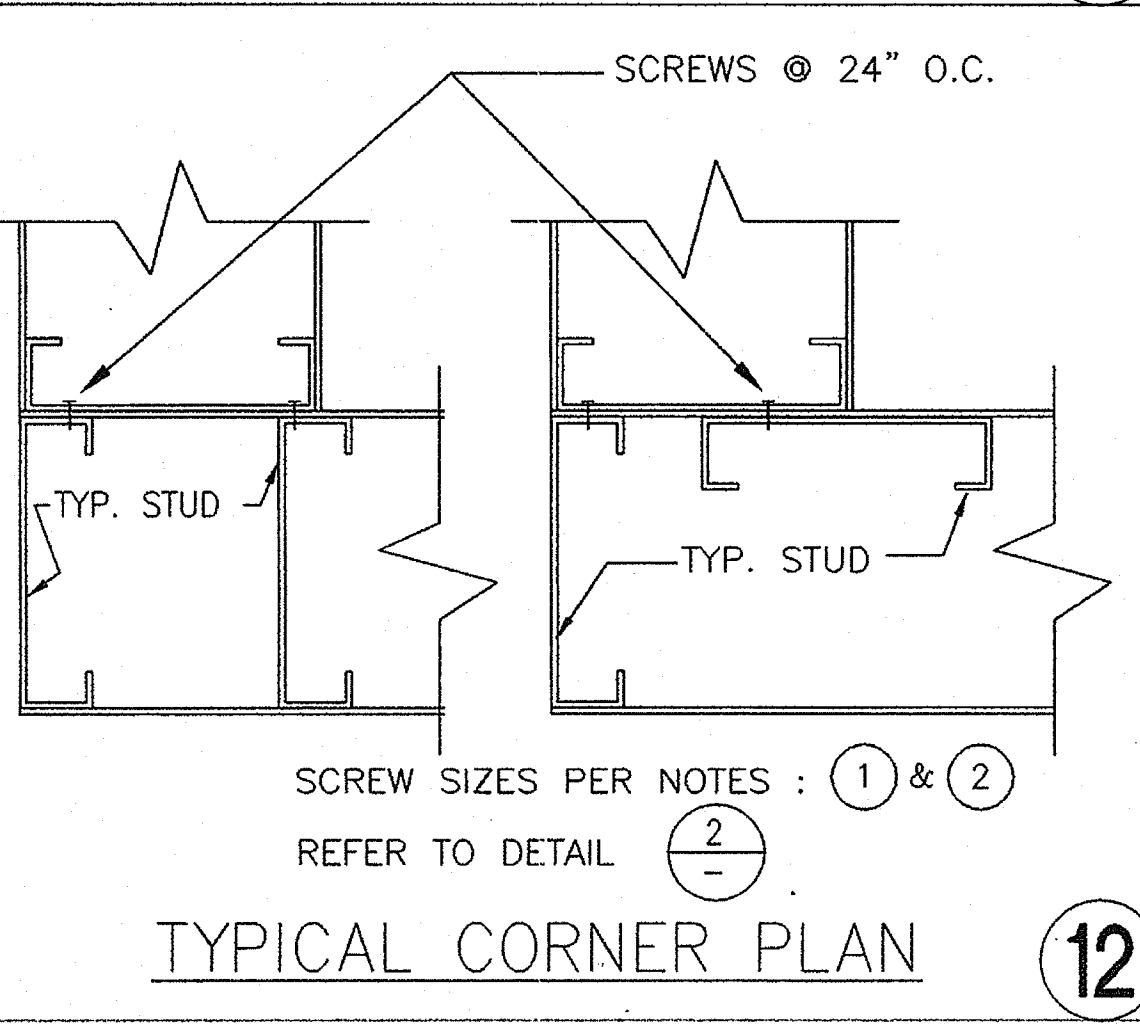 SCREWS @ 24" O.C.
TYP. STUD
TYP. STUD
SCREW SIZES PER NOTES : 1 & 2
REFER TO DETAIL 2
–
TYPICAL CORNER PLAN
12